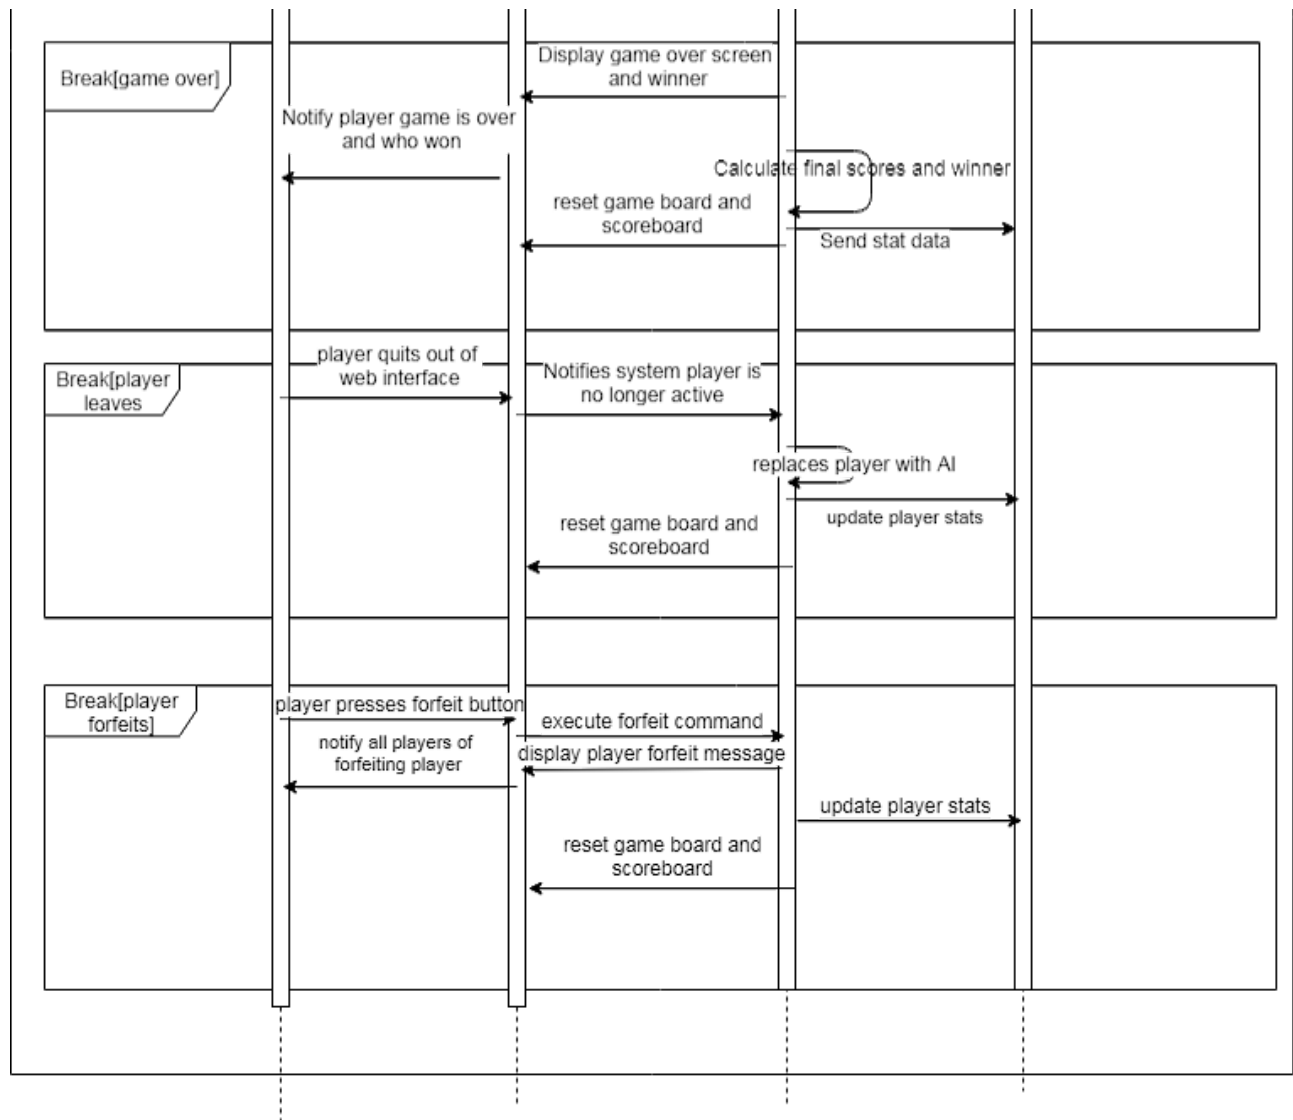 Break[game over]
Display game over screen
and winner
Notify player game is over
and who won
Calculate final scores and winner
reset game board and
scoreboard
Send stat data
Break[player
leaves
player quits out of
web interface
Notifies system player is
no longer active
replaces player with AI
update player stats
reset game board and
scoreboard
Break[player
forfeits]
player presses forfeit button
execute forfeit command
notify all players of
forfeiting player
display player forfeit message
update player stats
reset game board and
scoreboard